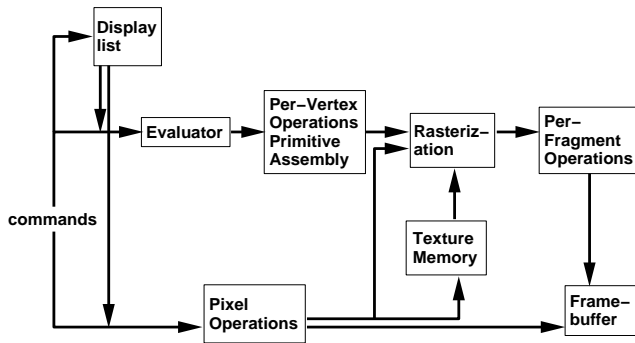 Display
list
Evaluator
Per−Vertex
Operations
Primitive
Assembly
Rasteriz−
ation
Per−
Fragment
Operations
commands
Texture
Memory
Pixel
Operations
Frame−
buffer